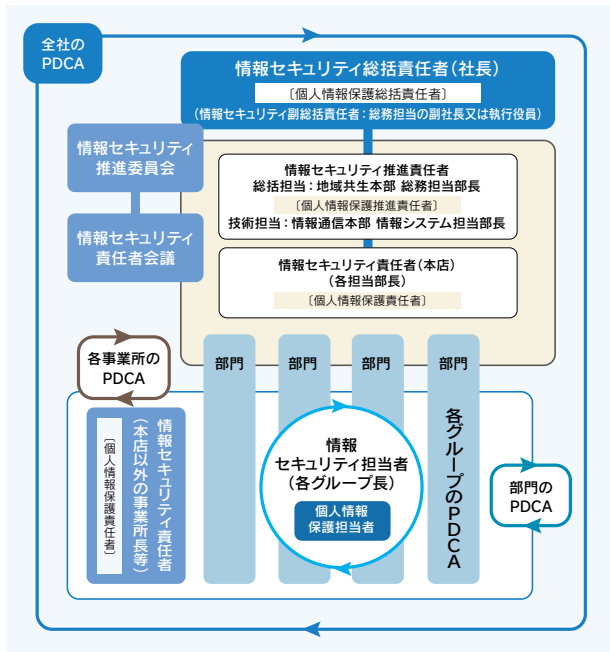 全社の
PDCA
情報セキュリティ総括責任者(社長)
〔個人情報保護総括責任者〕
(情報セキュリティ副総括責任者：総務担当の副社長又は執行役員)
情報セキュリティ
推進委員会
情報セキュリティ
責任者会議
情報セキュリティ推進責任者
総括担当：地域共生本部 総務担当部長
〔個人情報保護推進責任者〕
技術担当：情報通信本部 情報システム担当部長
情報セキュリティ責任者(本店)
(各担当部長)
〔個人情報保護責任者〕
各事業所の
PDCA
部門
部門
部門
部門
情報セキュリティ責任者
(本店以外の事業所長等)
〔個人情報保護責任者〕
情報
セキュリティ担当者
(各グループ長)
個人情報
保護担当者
各グループのPDCA
部門の
PDCA